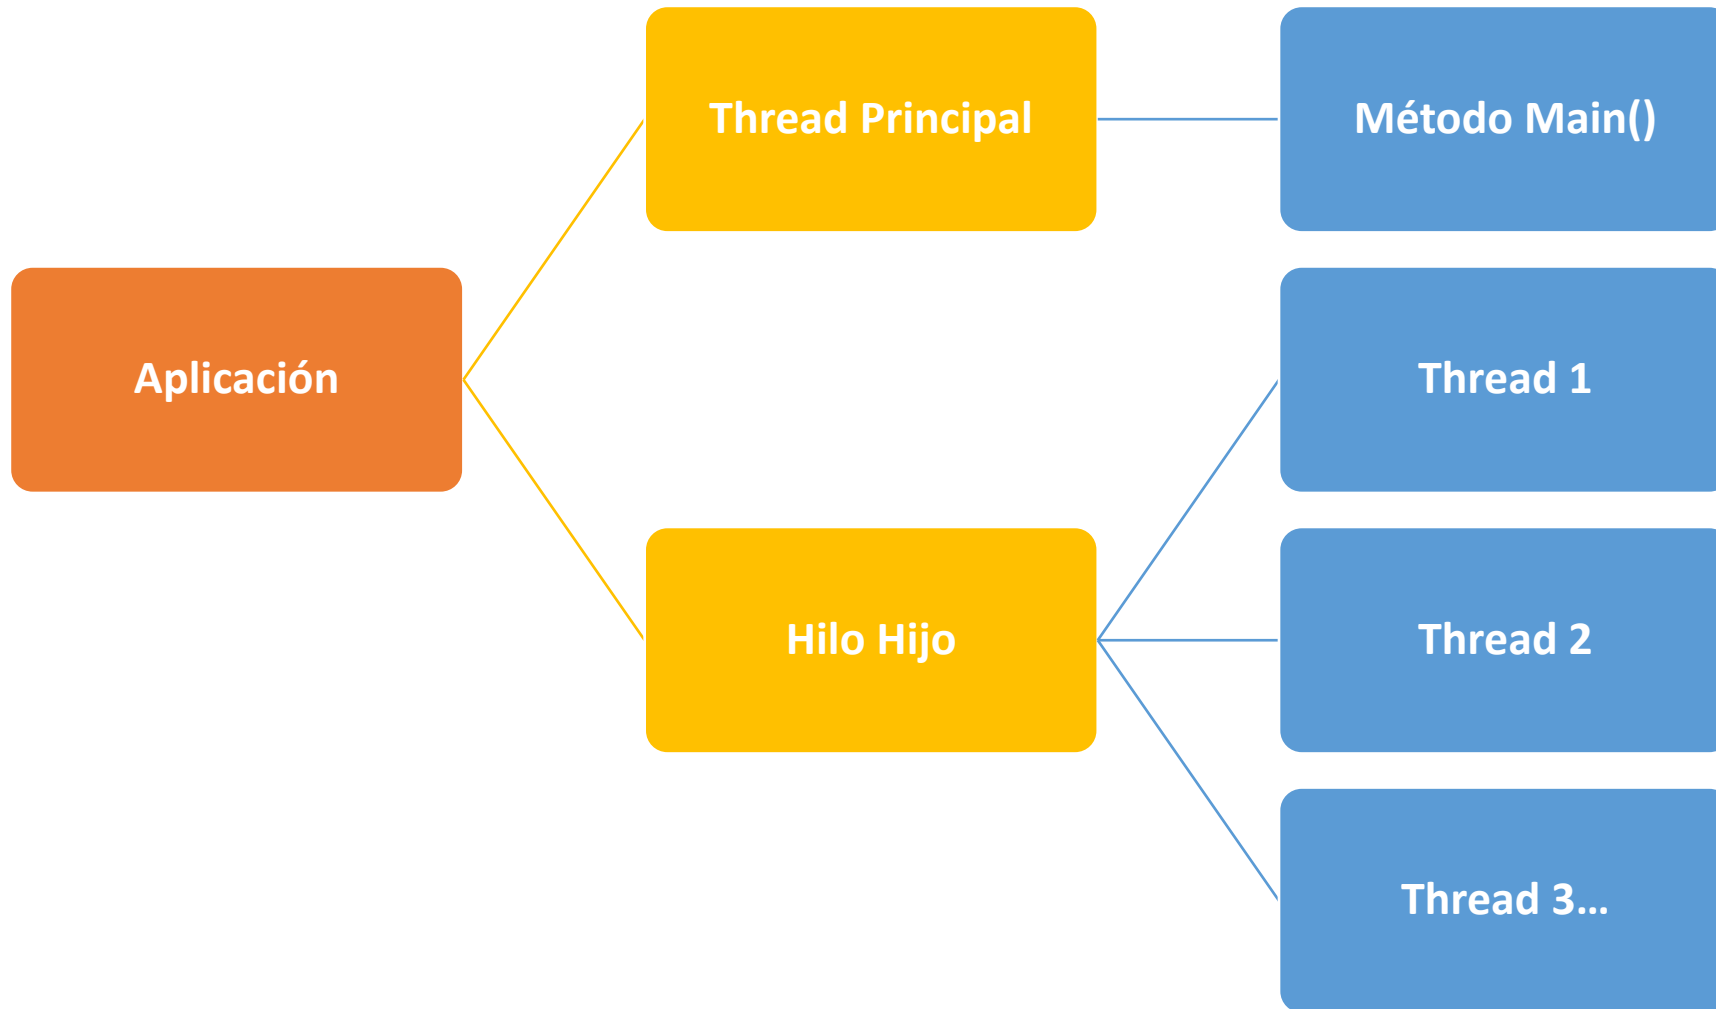 Thread Principal
Método Main()
Aplicación
Thread 1
Hilo Hijo
Thread 2
Thread 3...